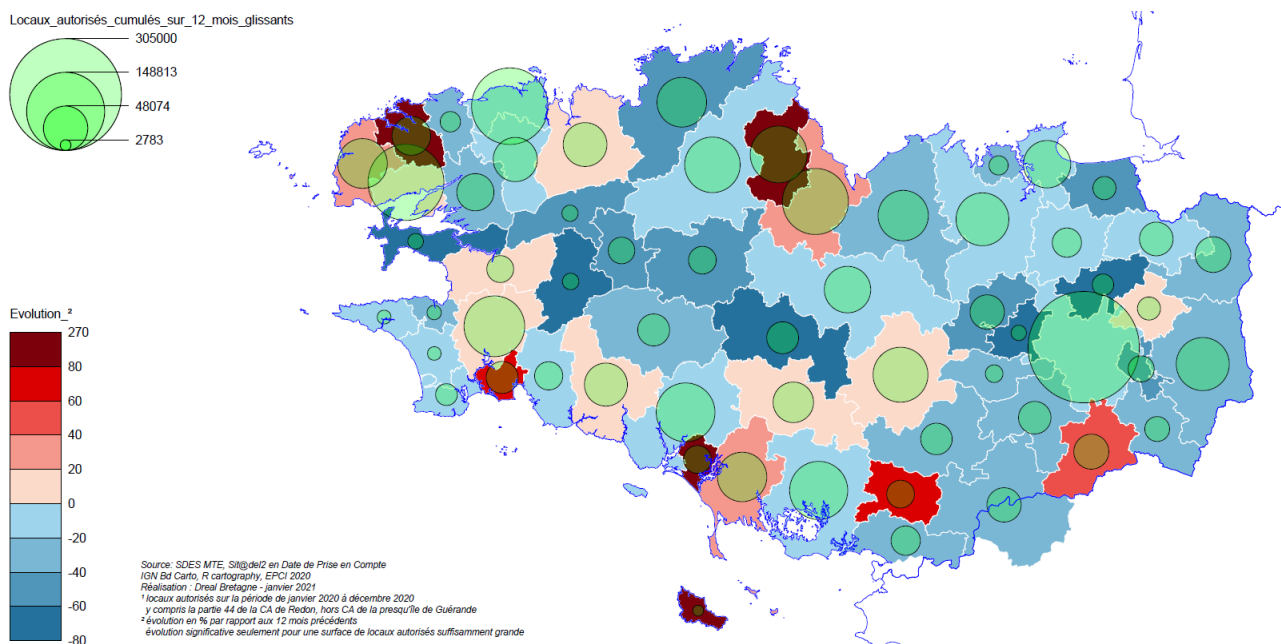 Locaux_autorisés_cumulés_sur_12_mois_glissants
305000
148813
48074
2783
Evolution_²
270
80
60
40
20
0
-20
-40
-60
-80
Source: SDES MTE, Sit@del2 en Date de Prise en Compte
IGN Bd Carto, R cartography, EPCI 2020
Réalisation : Dreal Bretagne - janvier 2021
¹ locaux autorisés sur la période de janvier 2020 à décembre 2020
y compris la partie 44 de la CA de Redon, hors CA de la presqu'île de Guérande
² évolution en % par rapport aux 12 mois précédents
évolution significative seulement pour une surface de locaux autorisés suffisamment grande